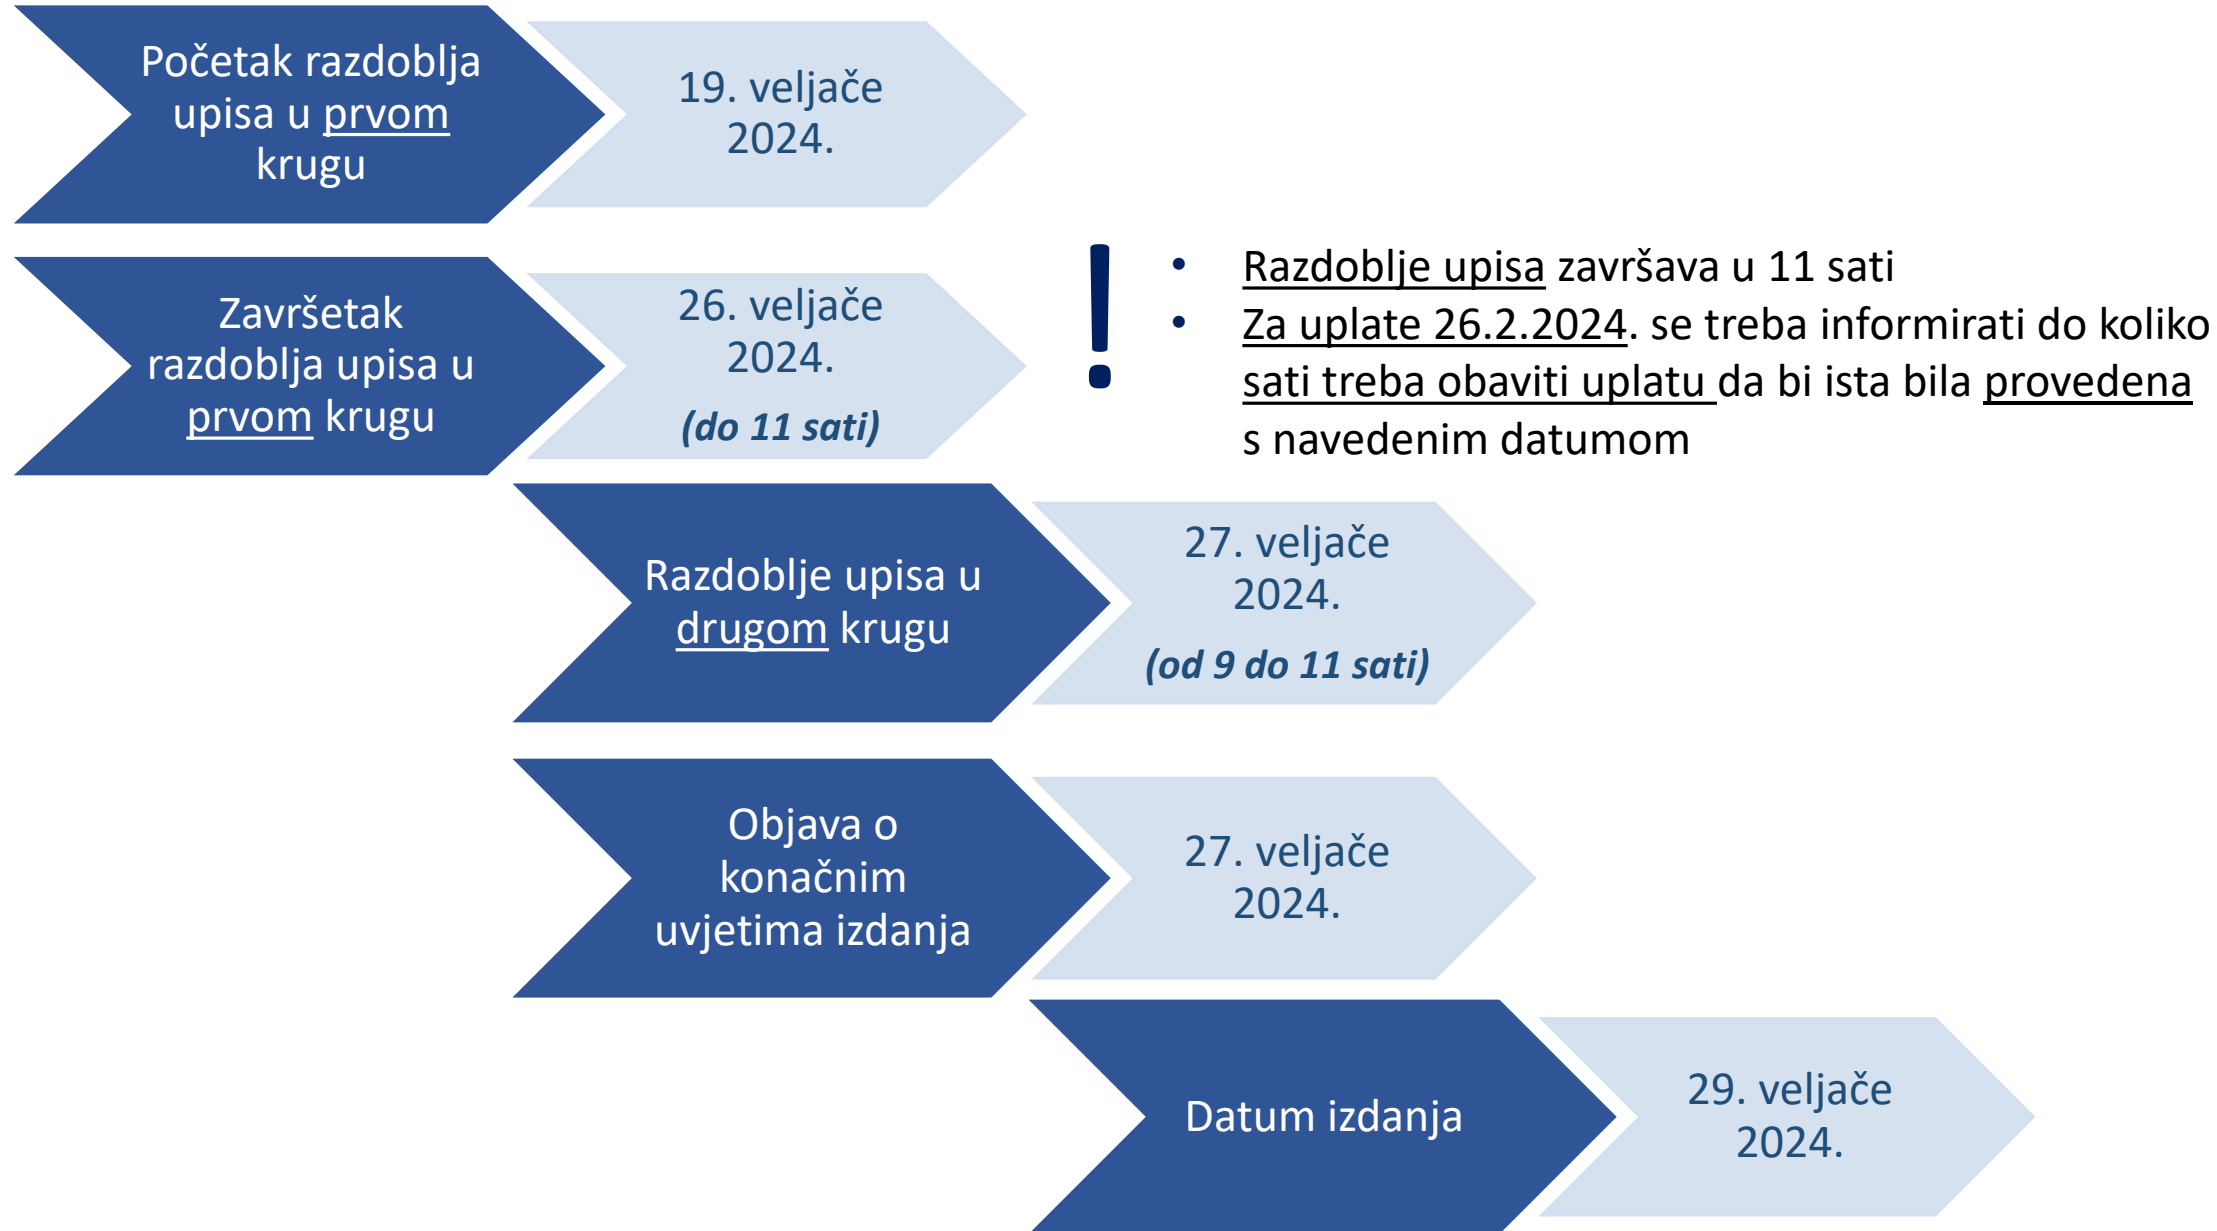 Početak razdoblja
upisa u prvom
krugu
19. veljače
2024.
Završetak
razdoblja upisa u
prvom krugu
26. veljače
2024.
(do 11 sati)
!
• Razdoblje upisa završava u 11 sati
• Za uplate 26.2.2024. se treba informirati do koliko
sati treba obaviti uplatu da bi ista bila provedena
s navedenim datumom
Razdoblje upisa u
drugom krugu
27. veljače
2024.
(od 9 do 11 sati)
Objava o
konačnim
uvjetima izdanja
27. veljače
2024.
Datum izdanja
29. veljače
2024.